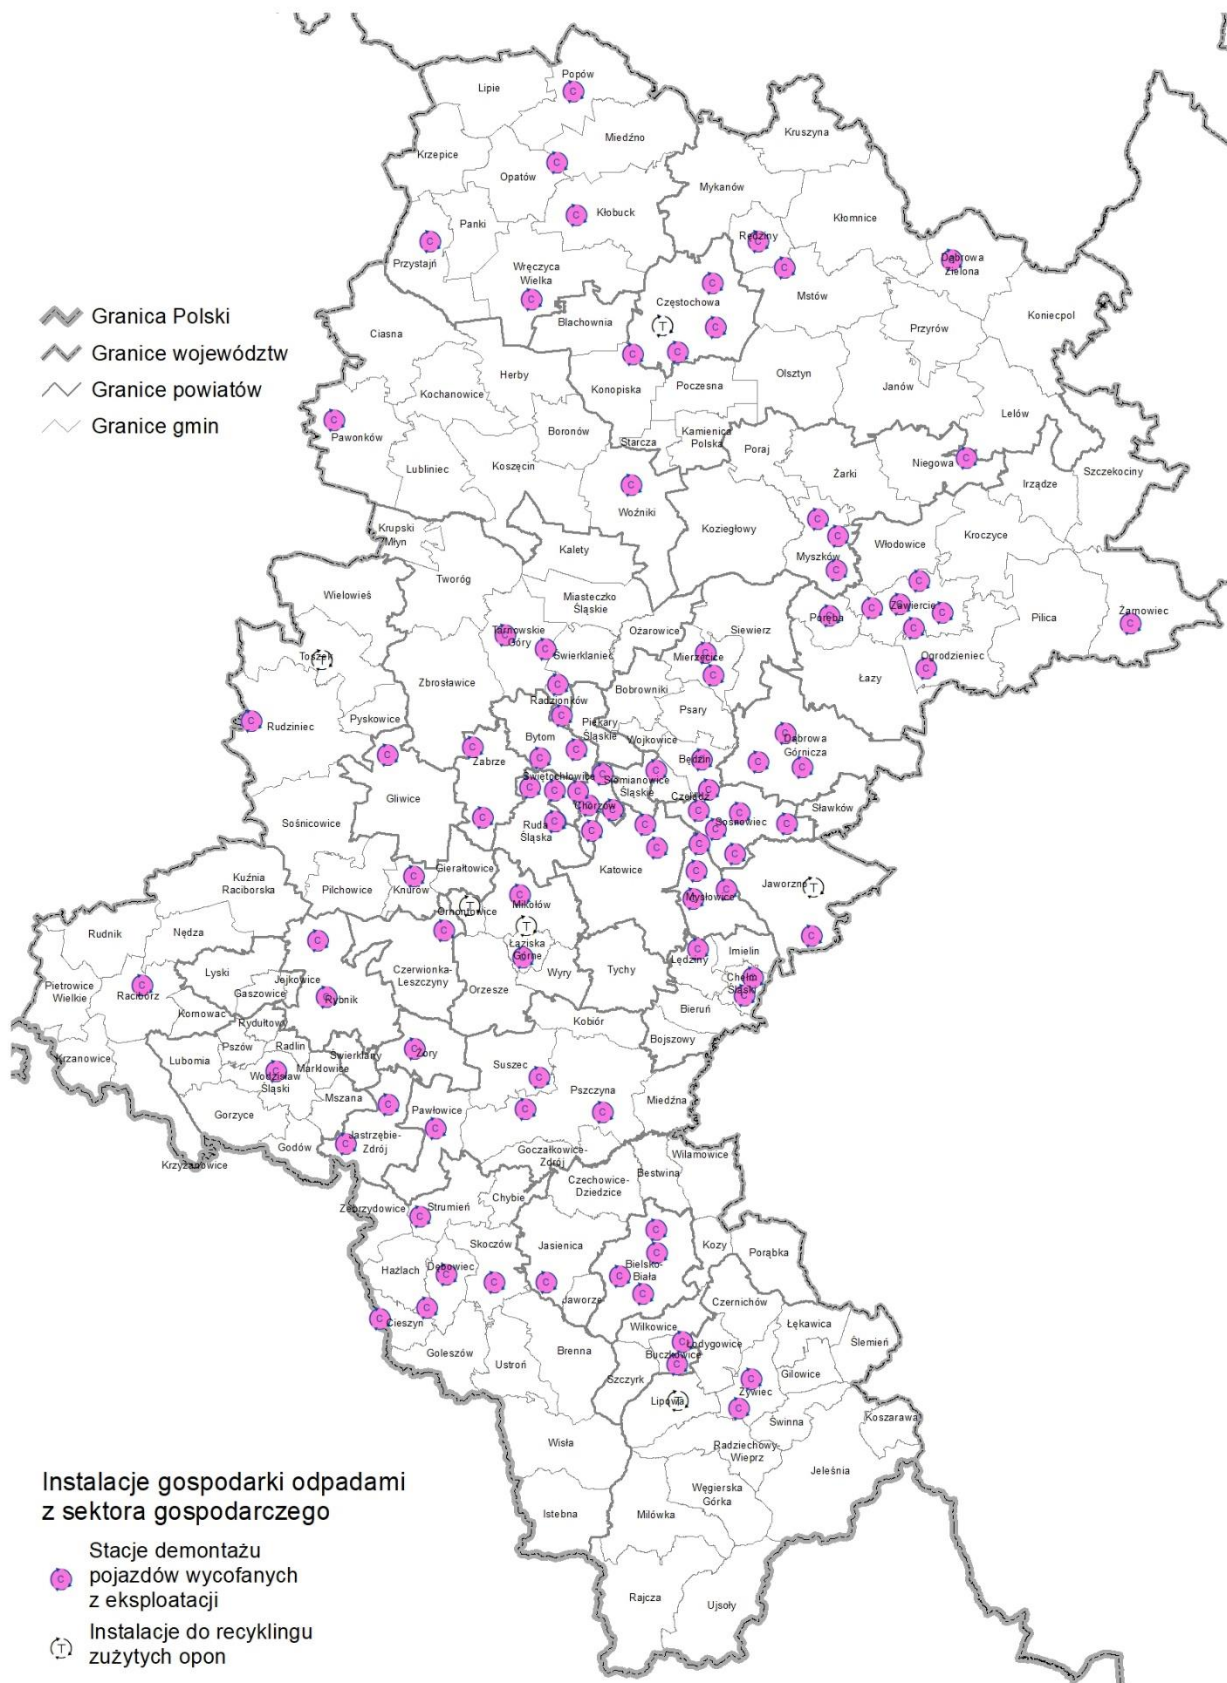 Popów
Lipie
Miedźno
Kruszyna
Krzepice
Opatów
Mykanów
Kłobuck
Kłomnice
Panki
Rędziny
Przystajń
Dąbrowa
Zielona
Wręczyca
Wielka
Mstów
Częstochowa
Koniecpol
Granica Polski
Blachownia
Przyrów
Ciasna
Granice województw
Herby
Olsztyn
Janów
Konopiska
Poczesna
Granice powiatów
Kochanowice
Lelów
Granice gmin
Boronów
Kamienica
Polska
Pawonków
Starcza
Poraj
Lubliniec
Koszęcin
Żarki
Niegowa
Szczekociny
Irządze
Woźniki
Krupski
Młyn
Koziegłowy
Kroczyce
Włodowice
Kalety
Myszków
Tworóg
Wielowieś
Miasteczko
Śląskie
Zawiercie
Pilica
Żarnowiec
Poręba
Tarnowskie
Góry
Ożarowice
Siewierz
Świerklaniec
Mierzęcice
Toszek
Ogrodzieniec
Zbrosławice
Łazy
Bobrowniki
Radzionków
Psary
Pyskowice
Rudziniec
Piekary
Śląskie
Bytom
Wojkowice
Dąbrowa
Górnicza
Zabrze
Będzin
Gliwice
Świętochłowice
Siemianowice
Śląskie
Czeladź
Chorzów
Sławków
Sośnicowice
Ruda
Śląska
Sosnowiec
Gierałtowice
Katowice
Kuźnia
Raciborska
Pilchowice
Knurów
Jaworzno
Mysłowice
Mikołów
Ornontowice
Rudnik
Nędza
Łaziska
Górne
Imielin
Lędziny
Lyski
Czerwionka-
Leszczyny
Wyry
Tychy
Chełm
Śląski
Pietrowice
Wielkie
Jejkowice
Racibórz
Gaszowice
Orzesze
Rybnik
Kornowac
Bieruń
Rydułtowy
Kobiór
Bojszowy
Krzanowice
Lubomia
Pszów
Radlin
Świerklany
Żory
Suszec
Marklowice
Wodzisław
Śląski
Pszczyna
Mszana
Miedźna
Gorzyce
Pawłowice
Jastrzębie-
Zdrój
Godów
Goczałkowice-
Zdrój
Krzyżanowice
Wilamowice
Bestwina
Czechowice-
Dziedzice
Zebrzydowice
Strumień
Chybie
Skoczów
Jasienica
Kozy
Porąbka
Hażlach
Dębowiec
Bielsko-
Biała
Jaworze
Czernichów
Cieszyn
Wilkowice
Łękawica
Łodygowice
Ślemień
Goleszów
Brenna
Ustroń
Buczkowice
Gilowice
Szczyrk
Żywiec
Lipowa
Świnna
Koszarawa
Wisła
Radziechowy-
Wieprz
Jeleśnia
Węgierska
Górka
Istebna
Milówka
Rajcza
Ujsoły
Instalacje gospodarki odpadami
z sektora gospodarczego
Stacje demontażu
C pojazdów wycofanych
z eksploatacji
Instalacje do recyklingu
T zużytych opon